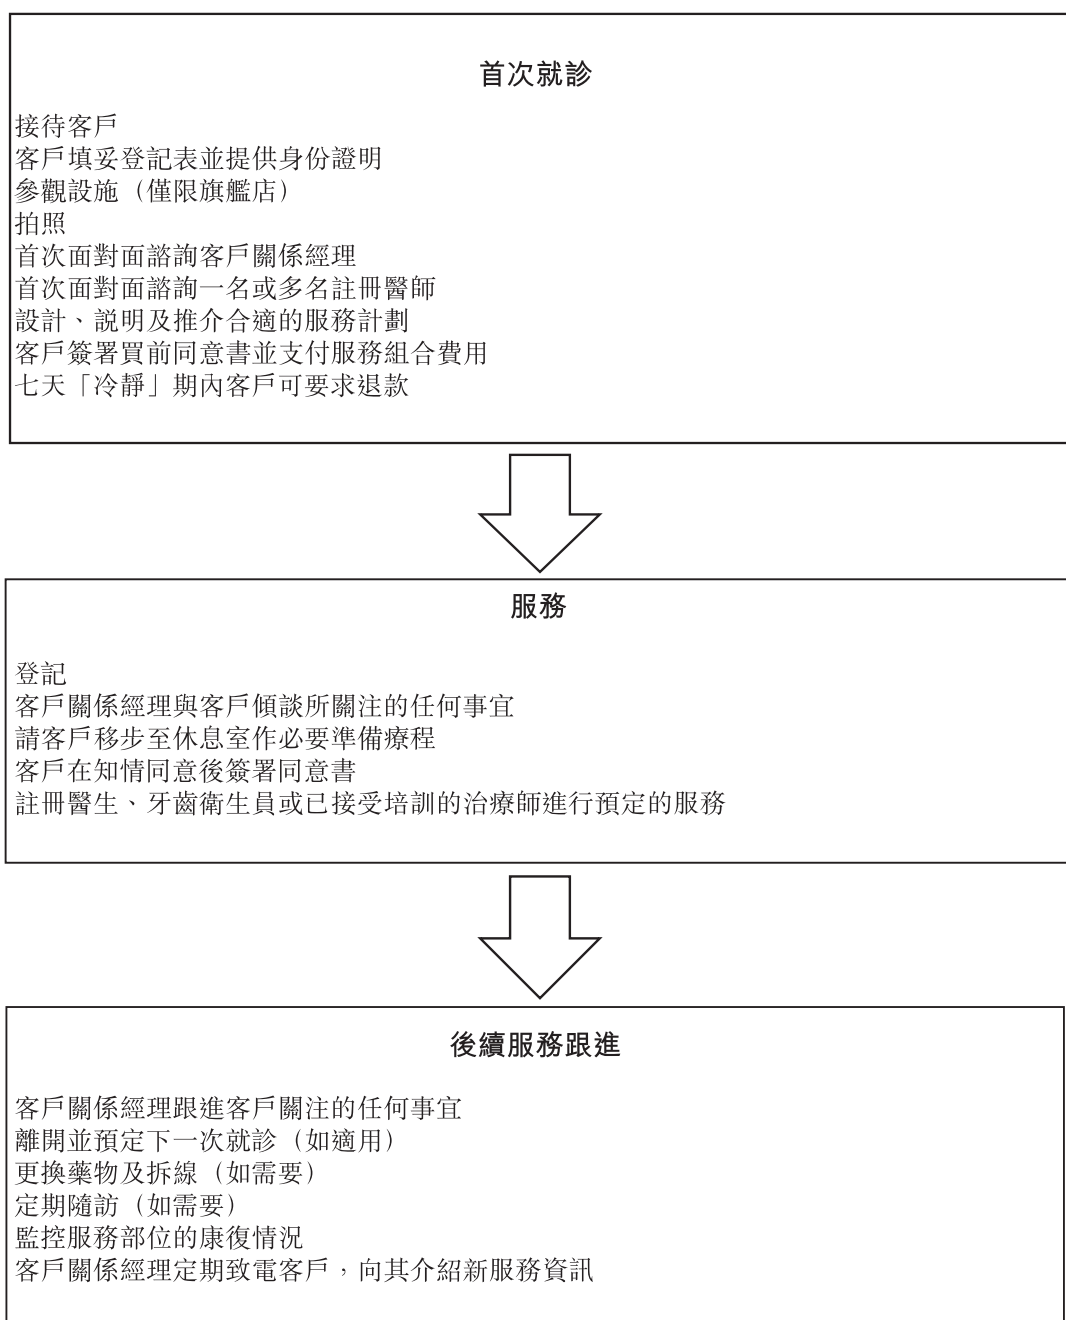 首次就診
接待客戶
客戶填妥登記表並提供身份證明
參觀設施（僅限旗艦店）
拍照
首次面對面諮詢客戶關係經理
首次面對面諮詢一名或多名註冊醫師
設計、說明及推介合適的服務計劃
客戶簽署買前同意書並支付服務組合費用
七天「冷靜」期內客戶可要求退款
服務
登記
客戶關係經理與客戶傾談所關注的任何事宜
請客戶移步至休息室作必要準備療程
客戶在知情同意後簽署同意書
註冊醫生、牙齒衛生員或已接受培訓的治療師進行預定的服務
後續服務跟進
客戶關係經理跟進客戶關注的任何事宜
離開並預定下一次就診（如適用）
更換藥物及拆線（如需要）
定期隨訪（如需要）
監控服務部位的康復情況
客戶關係經理定期致電客戶，向其介紹新服務資訊